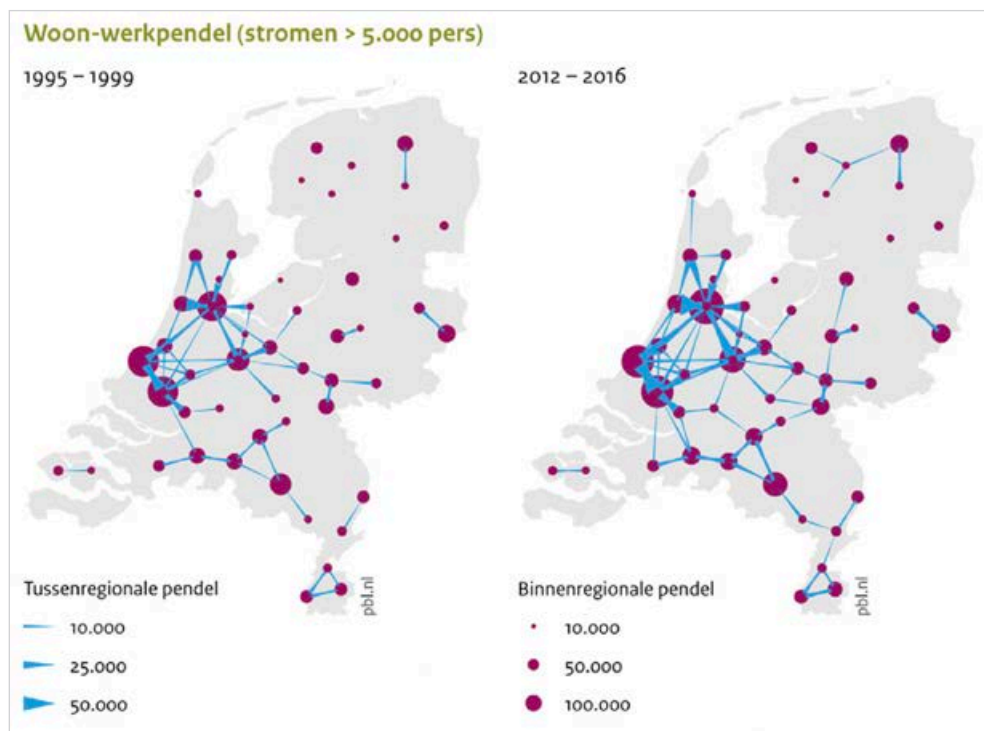 Woon-werkpendel (stromen > 5.000 pers)
1995 – 1999
2012 – 2016
Tussenregionale pendel
10.000
25.000
50.000
pbl.nl
Binnenregionale pendel
10.000
50.000
100.000
pbl.nl